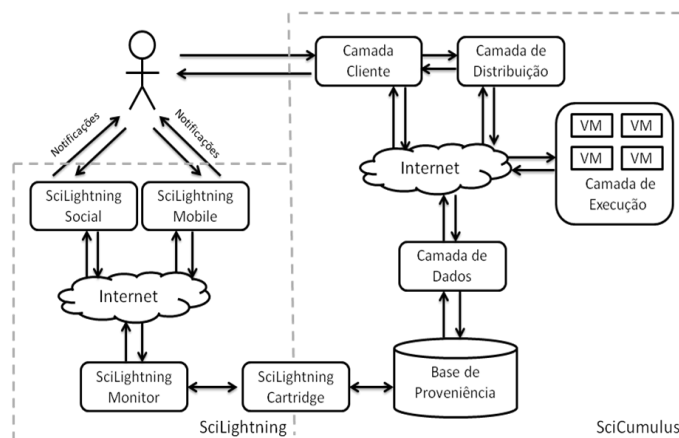 Camada
Cliente
Camada de
Distribuição
Notificações
Notificações
VM
VM
VM
VM
Camada de
Execução
Internet
SciLightning
Social
SciLightning
Mobile
Camada de
Dados
Internet
SciLightning
Monitor
SciLightning
Cartridge
Base de
Proveniência
SciLightning
SciCumulus